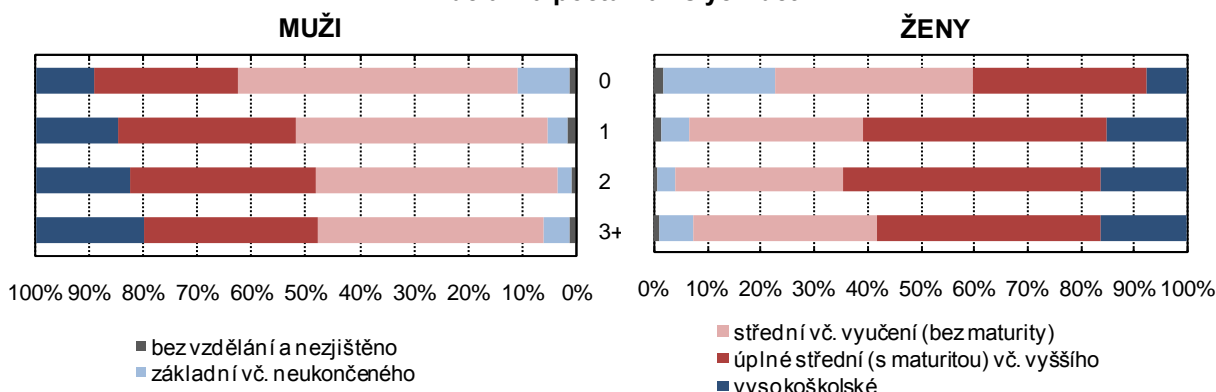 MUŽI
ŽENY
0
1
2
3+
100% 90% 80% 70% 60% 50% 40% 30% 20% 10% 0%
0% 10% 20% 30% 40% 50% 60% 70% 80% 90% 100%
bez vzdělání a nezjištěno
základní vč. neukončeného
střední vč. vyučení (bez maturity)
úplné střední (s maturitou) vč. vyššího
vysokoškolské